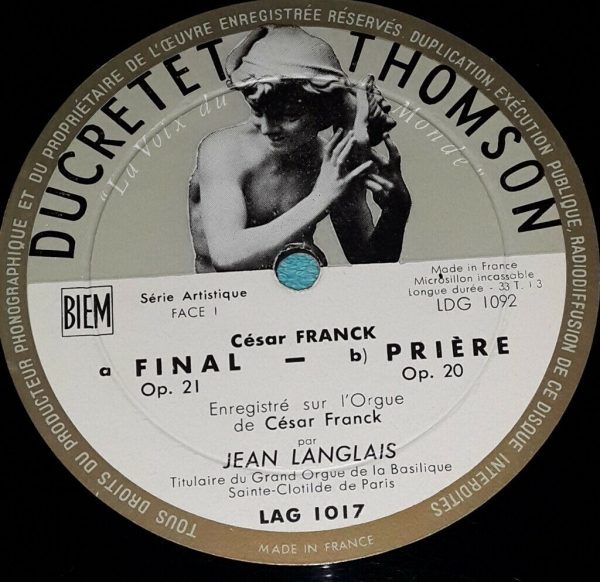 TOUS DROITS DU PRODUCTEUR PHONOGRAPHIQUE ET DU PROPRIÉTAIRE DE L'ŒUVRE ENREGISTRÉE RÉSERVÉS DUPLICATION EXÉCUTION PUBLIQUE, RADIODIFFUSION DE CE DISQUE INTERDITES
DUCRETET THOMSON
"La Voix du Monde"
BIEM
Série Artistique
FACE I
Made in France
Microsillon incassable
Longue durée - 33 T. 1 3
LDG 1092
César FRANCK
a FINAL — b) PRIÈRE
Op. 21 Op. 20
Enregistré sur l'Orgue
de César Franck
par
JEAN LANGLAIS
Titulaire du Grand Orgue de la Basilique
Sainte-Clotilde de Paris
LAG 1017
MADE IN FRANCE